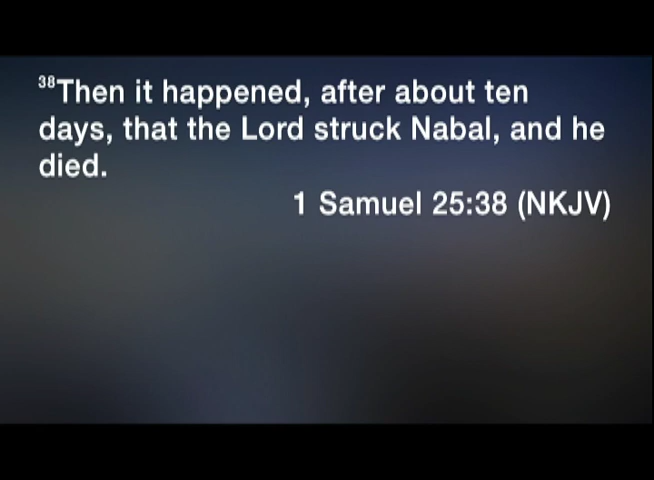 38Then it happened, after about ten
days, that the Lord struck Nabal, and he
died.
1 Samuel 25:38 (NKJV)